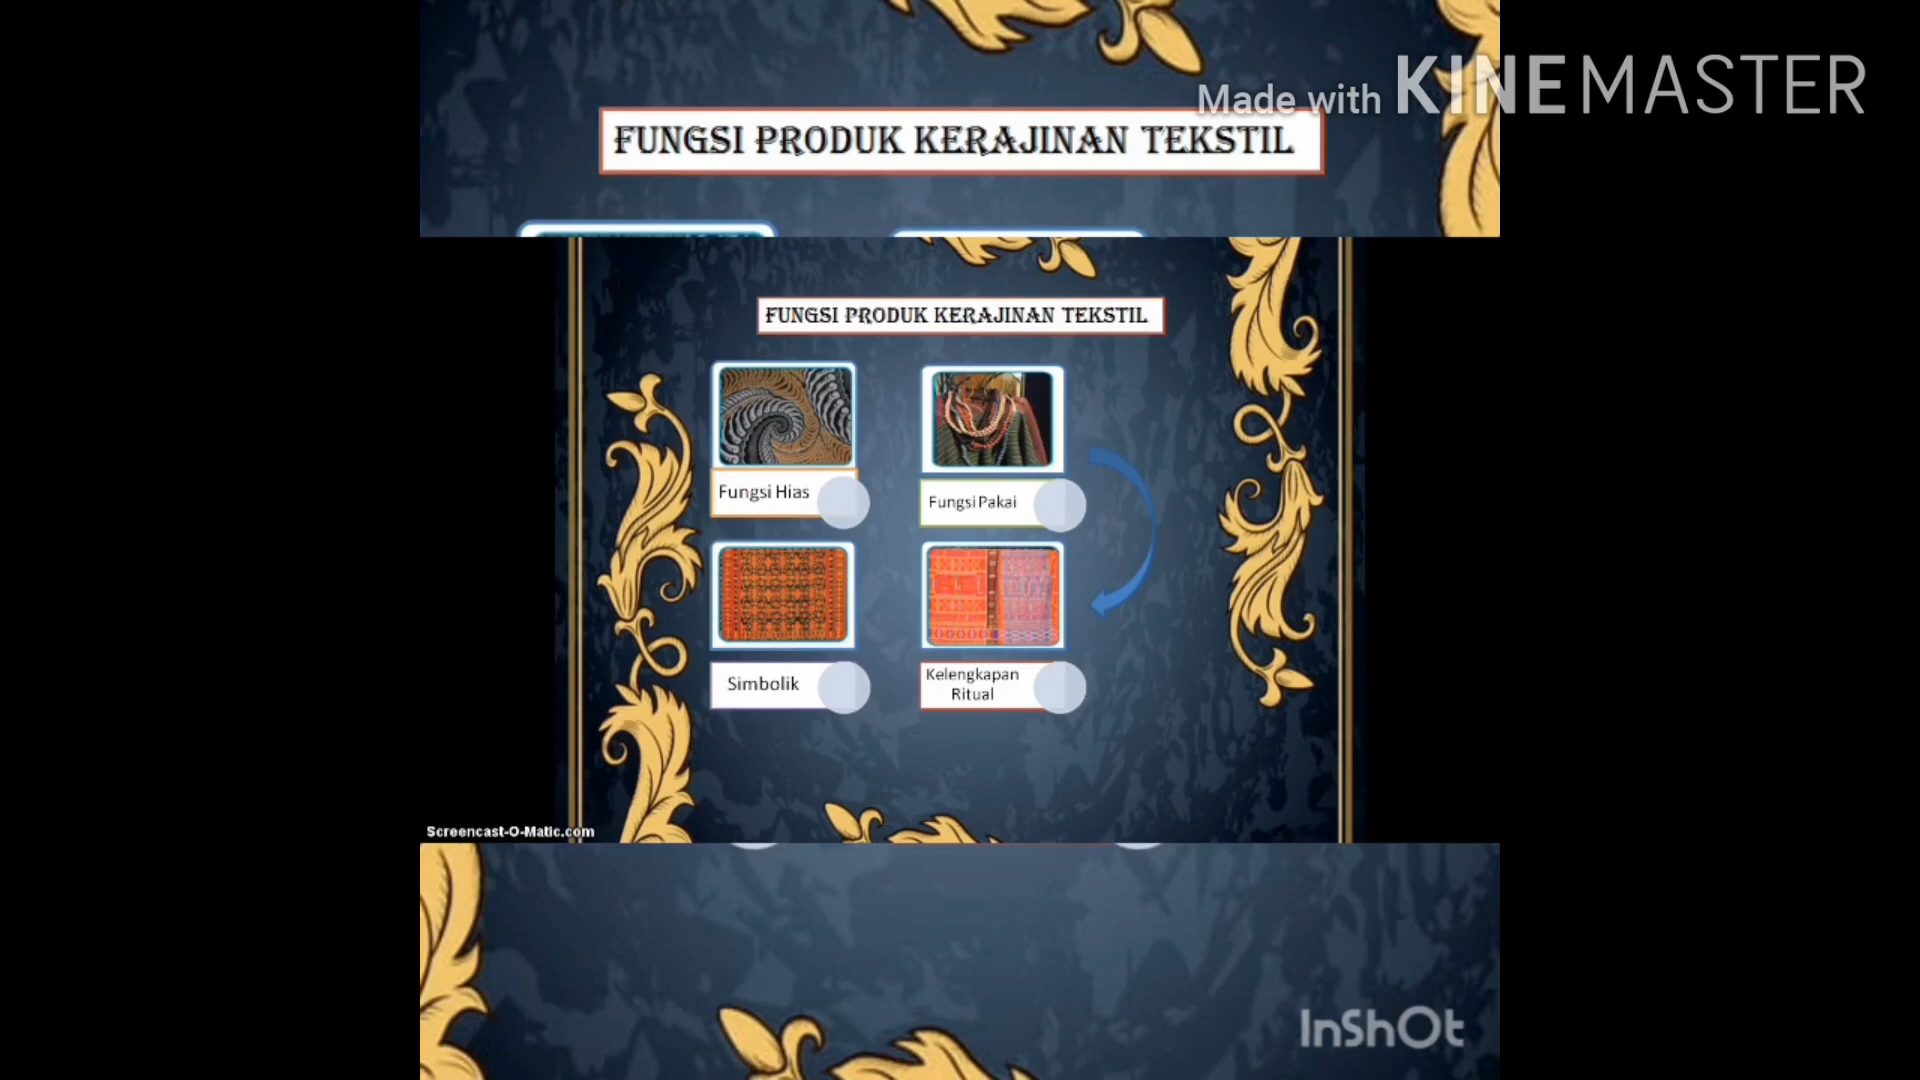 Made with KINEMASTER
FUNGSI PRODUK KERAJINAN TEKSTIL
FUNGSI PRODUK KERAJINAN TEKSTIL
Fungsi Hias
Fungsi Pakai
Simbolik
Kelengkapan
Ritual
Screencast-O-Matic.com
InShOt